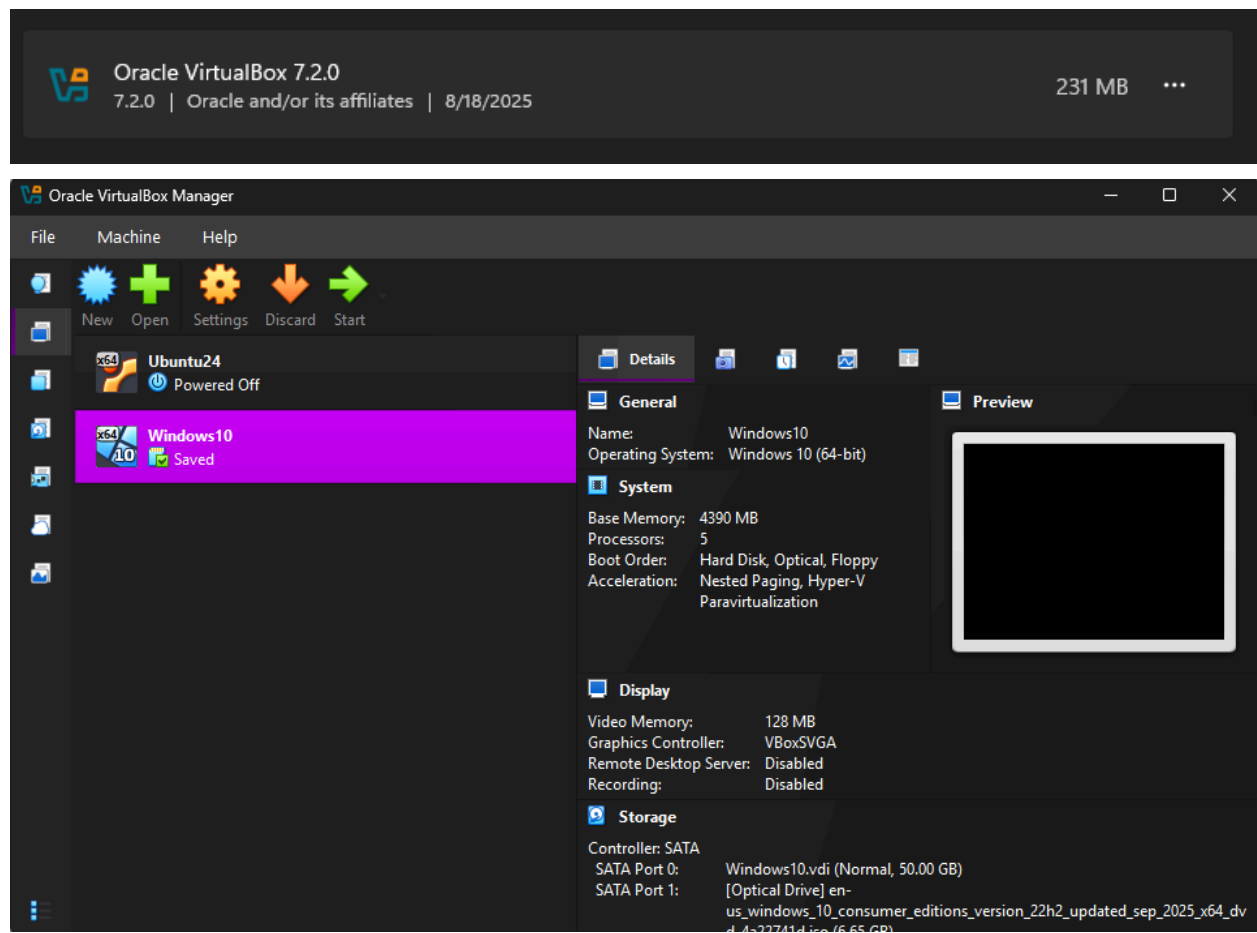 Oracle VirtualBox 7.2.0
7.2.0 | Oracle and/or its affiliates | 8/18/2025
231 MB
Oracle VirtualBox Manager
File Machine Help
New Open Settings Discard Start
x64 Ubuntu24
Powered Off
x64 10 Windows10
Saved
Details
General
Name: Windows10
Operating System: Windows 10 (64-bit)
Preview
System
Base Memory: 4390 MB
Processors: 5
Boot Order: Hard Disk, Optical, Floppy
Acceleration: Nested Paging, Hyper-V
Paravirtualization
Display
Video Memory: 128 MB
Graphics Controller: VBoxSVGA
Remote Desktop Server: Disabled
Recording: Disabled
Storage
Controller: SATA
SATA Port 0: Windows10.vdi (Normal, 50.00 GB)
SATA Port 1: [Optical Drive] en-
us_windows_10_consumer_editions_version_22h2_updated_sep_2025_x64_dv
d_4a22741d.iso (6.65 GB)